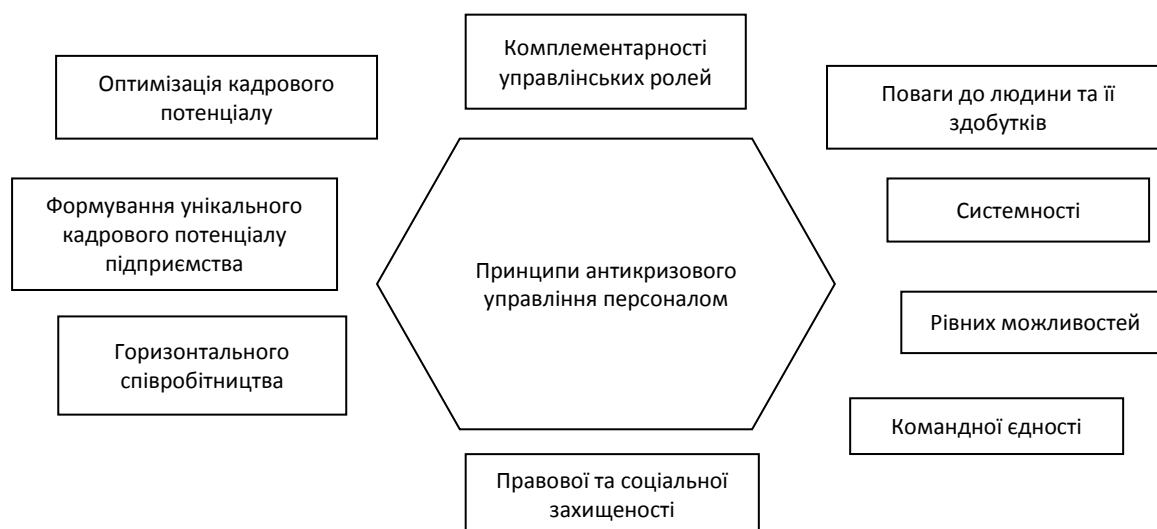 Комплементарності
управлінських ролей
Оптимізація кадрового
потенціалу
Поваги до людини та її
здобутків
Формування унікального
кадрового потенціалу
підприємства
Системності
Принципи антикризового
управління персоналом
Рівних можливостей
Горизонтального
співробітництва
Командної єдності
Правової та соціальної
захищеності